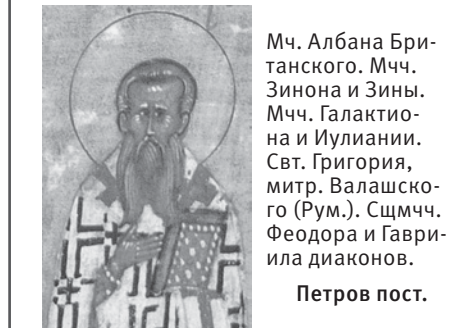 Мч. Албана Бри-
танского. Мчч.
Зинона и Зины.
Мчч. Галактио-
на и Иулиании.
Свт. Григория,
митр. Валашско-
го (Рум.). Сщмчч.
Феодора и Гаври-
ила диаконов.
Петров пост.